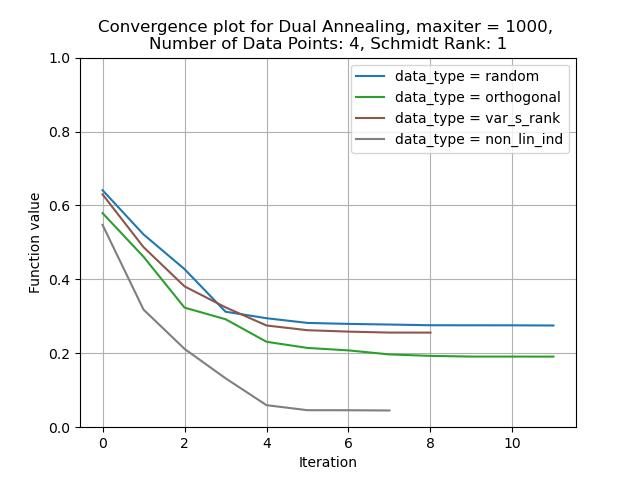 Convergence plot for Dual Annealing, maxiter = 1000,
Number of Data Points: 4, Schmidt Rank: 1
1.0
0.8
0.6
0.4
0.2
0.0
Function value
data_type = random
data_type = orthogonal
data_type = var_s_rank
data_type = non_lin_ind
0 2 4 6 8 10
Iteration